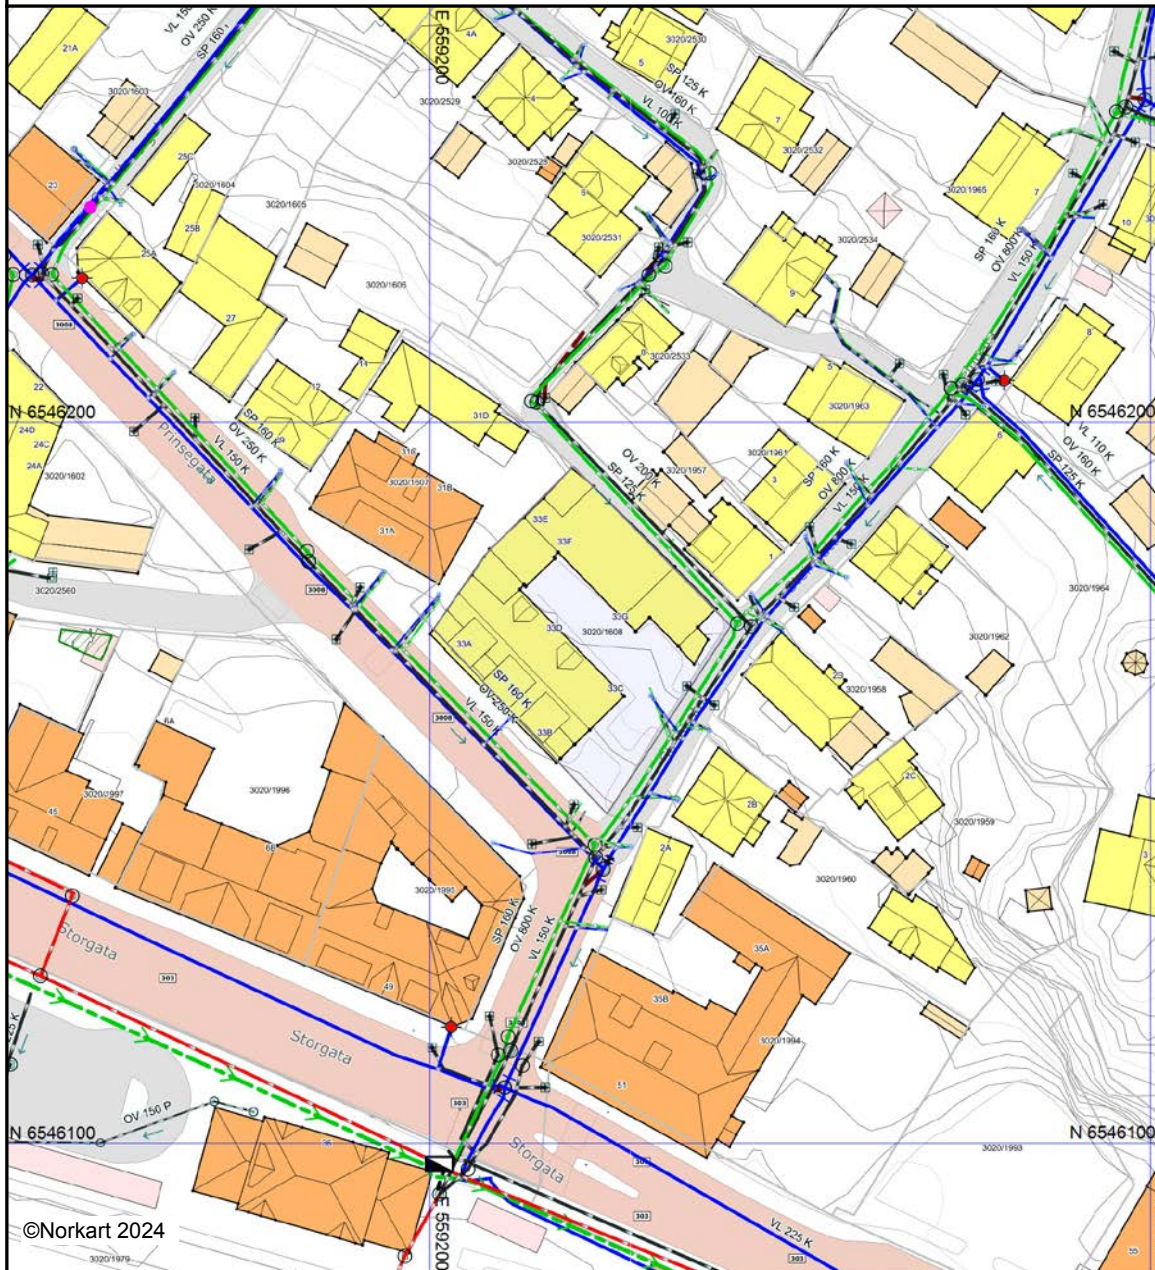 VL 150
OV 250 K
SP 160
E 559200
4A
3020/2530
5
SP 125 K
OV 160 K
VL 100 K
21A
3020/1603
3020/2529
4
7
3020/2532
25C
3020/1604
3020/1605
25B
23
25A
3020/2531
3020/2534
3020/1965
7
10
SP 160 K
OV 800 K
VL 150 K
3020/1606
27
3008
9
3020/2533
8
14
12
22
N 6546200
N 6546200
24D
24C
24A
3020/1602
Prinsegata
SP 160 K
OV 250 K
VL 150 K
31D
5
3020/1963
6
VL 110 K
OV 160 K
SP 125 K
31B
31A
3020/1607
OV 200 K
SP 125 K
3020/1957
3020/1961
3
SP 160 K
OV 800 K
VL 150 K
33E
33F
1
4
3020/1964
3020/2560
3008
33A
33D
33G
3020/1608
33C
3020/1962
3020/1958
SP 160 K
OV 250 K
VL 150 K
3008
33B
6A
3020/1997
3020/1996
45
6B
2B
2C
3020/1959
3
2A
3020/1960
3020/1995
SP 160 K
OV 800 K
VL 150 K
Storgata
303
49
35A
35B
3020/1994
51
Storgata
OV 150 P
303
N 6546100
N 6546100
36
Storgata
3020/1993
303
VL 225 K
303
E 559200
©Norkart 2024
3020/1979
55